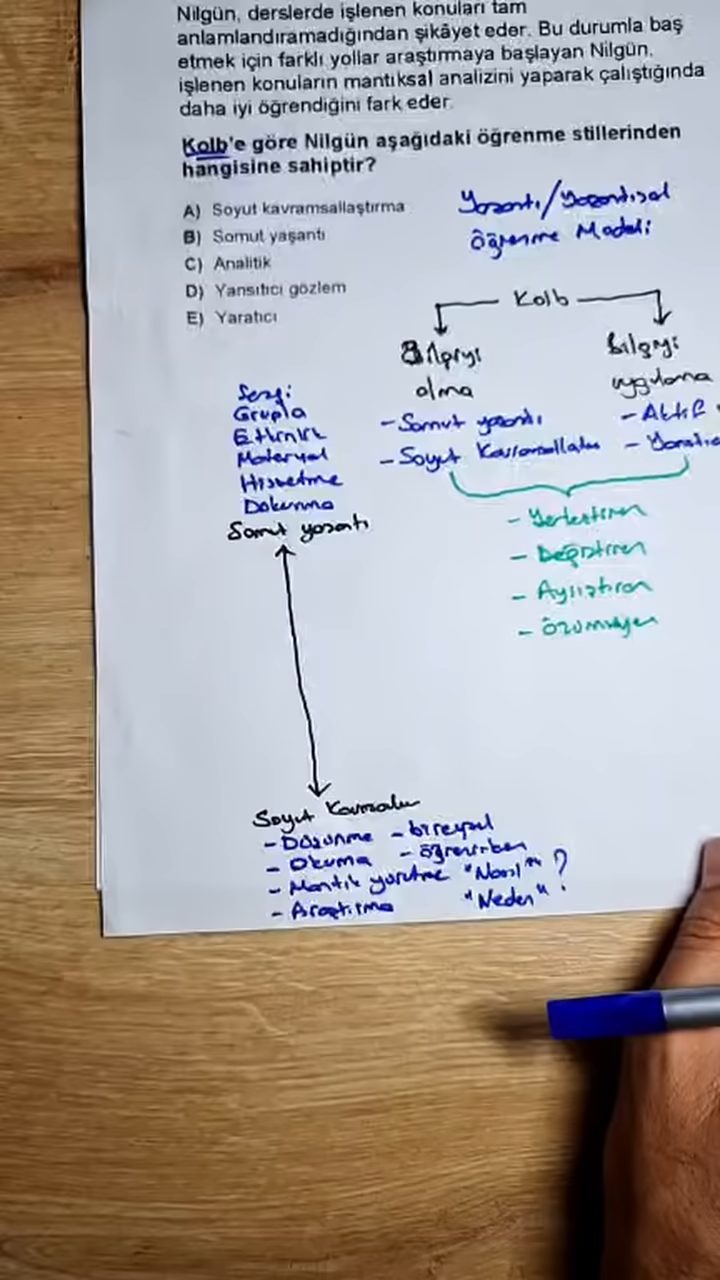 Nilgün, derslerde işlenen konuları tam
anlamlandıramadığından şikâyet eder. Bu durumla baş
etmek için farklı yollar araştırmaya başlayan Nilgün,
işlenen konuların mantıksal analizini yaparak çalıştığında
daha iyi öğrendiğini fark eder.
Kolb'e göre Nilgün aşağıdaki öğrenme stillerinden
hangisine sahiptir?
A) Soyut kavramsallaştırma
B) Somut yaşantı
C) Analitik
D) Yansıtıcı gözlem
E) Yaratıcı
Yaşantı/Yaşantısal
Öğrenme Modeli
Kolb
Bilgiyi
alma
- Somut yaşantı
- Soyut
Bilgiyi
uygulama
- Aktif
- Yerleştiren
- Değiştiren
- Ayrıştıran
- Özümseyen
Sezgi
Grupla
Etkinlik
Materyal
Hissetme
Dokunma
Somut yaşantı
Soyut
- Düşünme - bireysel
- Okuma
- Mantık yürütme "Nasıl" ?
- Araştırma "Neden"